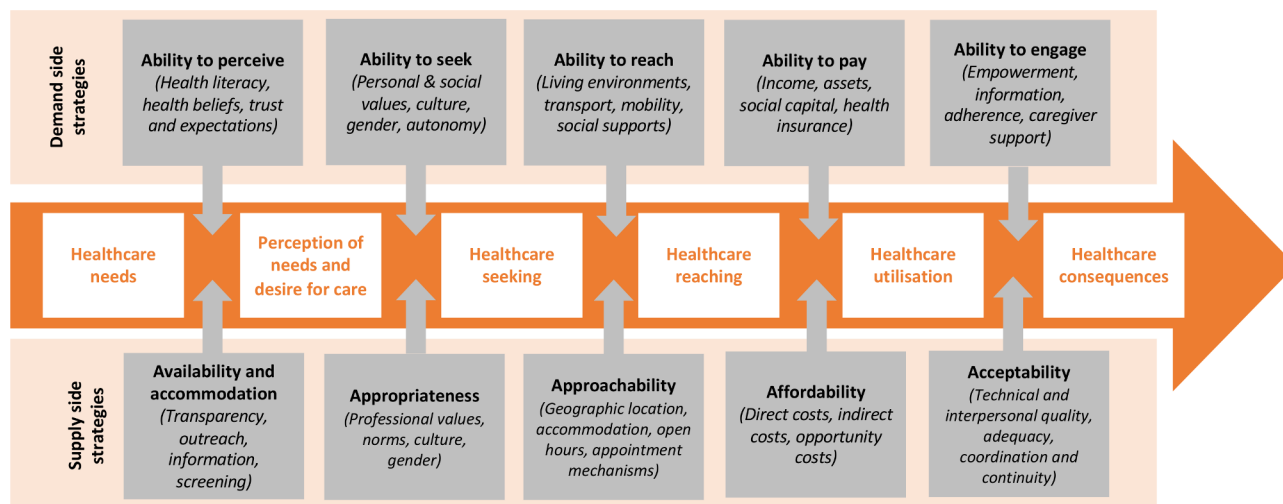 Demand side
strategies
Ability to perceive
(Health literacy,
health beliefs, trust
and expectations)
Ability to seek
(Personal & social
values, culture,
gender, autonomy)
Ability to reach
(Living environments,
transport, mobility,
social supports)
Ability to pay
(Income, assets,
social capital, health
insurance)
Ability to engage
(Empowerment,
information,
adherence, caregiver
support)
Healthcare
needs
Perception of
needs and
desire for care
Healthcare
seeking
Healthcare
reaching
Healthcare
utilisation
Healthcare
consequences
Supply side
strategies
Availability and
accommodation
(Transparency,
outreach,
information,
screening)
Appropriateness
(Professional values,
norms, culture,
gender)
Approachability
(Geographic location,
accommodation, open
hours, appointment
mechanisms)
Affordability
(Direct costs, indirect
costs, opportunity
costs)
Acceptability
(Technical and
interpersonal quality,
adequacy,
coordination and
continuity)